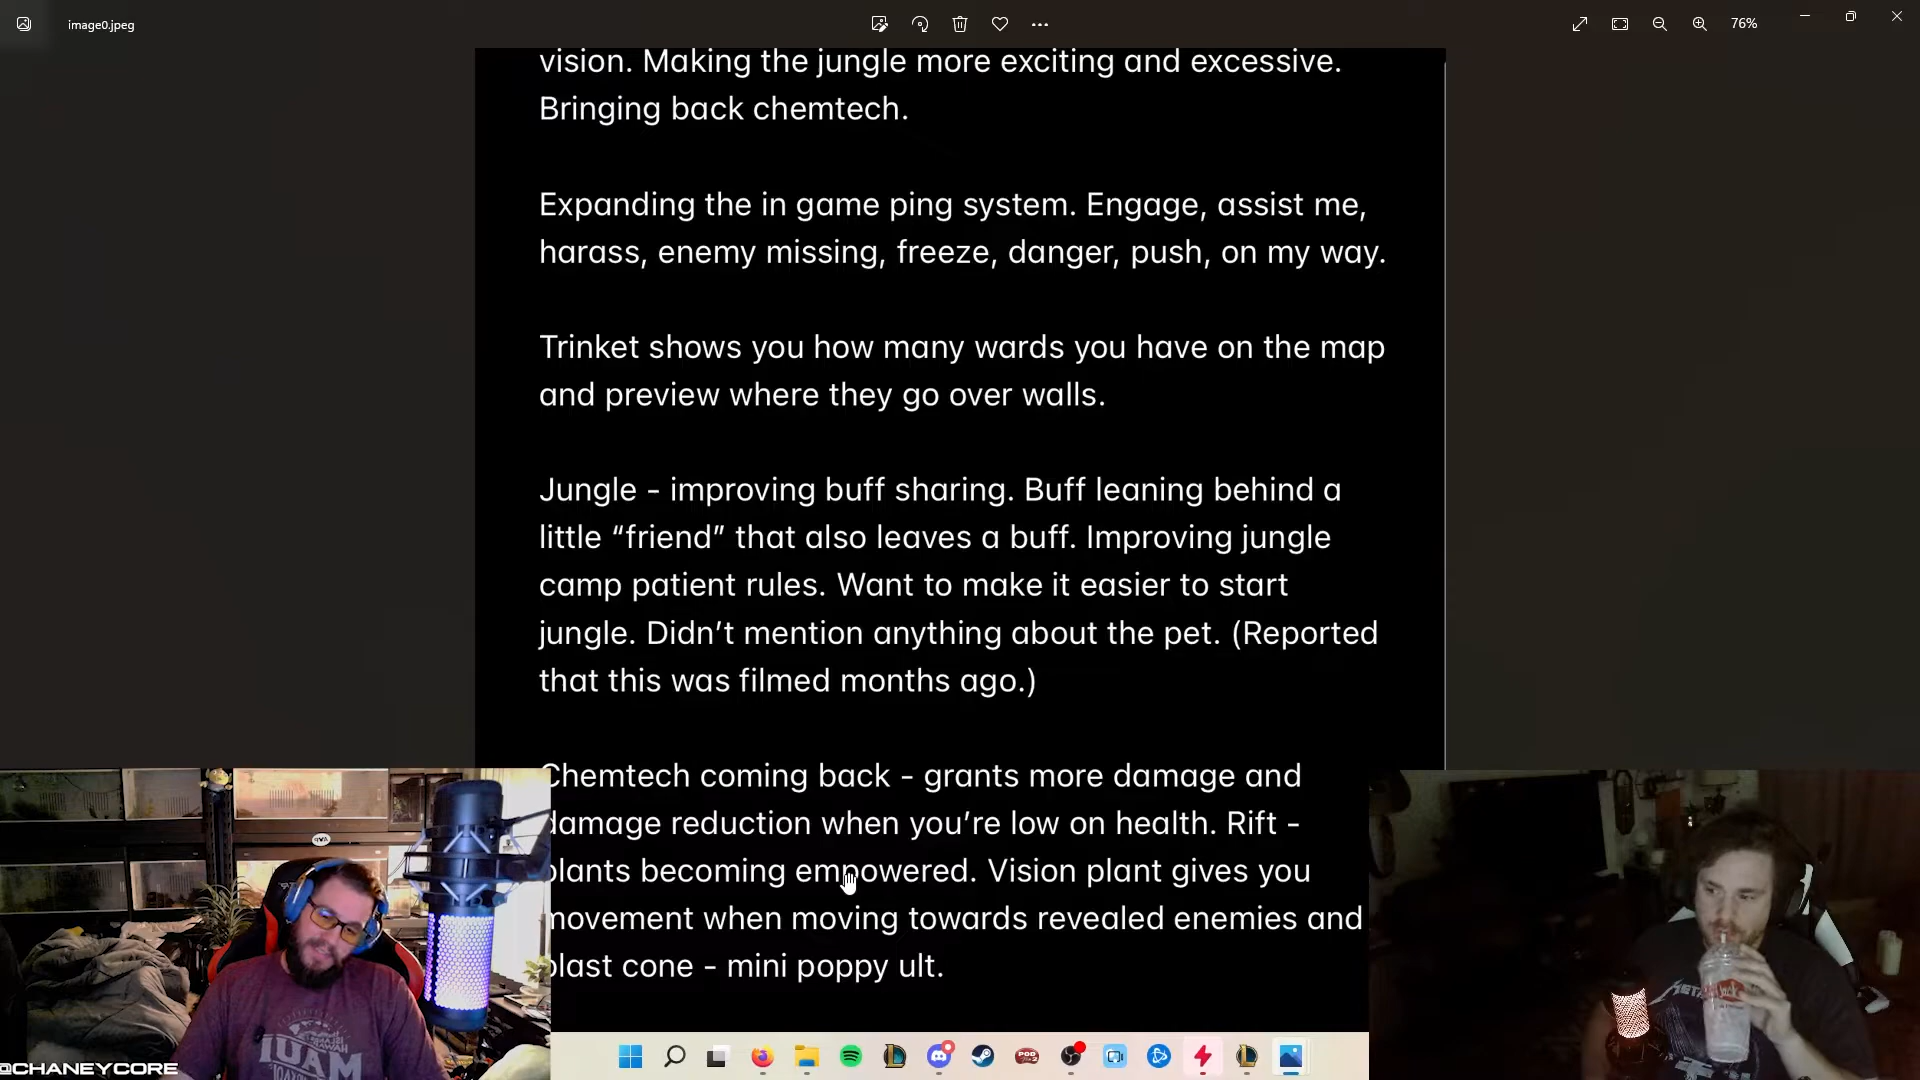 image0.jpeg
76%
vision. Making the jungle more exciting and excessive.
Bringing back chemtech.
Expanding the in game ping system. Engage, assist me,
harass, enemy missing, freeze, danger, push, on my way.
Trinket shows you how many wards you have on the map
and preview where they go over walls.
Jungle - improving buff sharing. Buff leaning behind a
little “friend” that also leaves a buff. Improving jungle
camp patient rules. Want to make it easier to start
jungle. Didn’t mention anything about the pet. (Reported
that this was filmed months ago.)
Chemtech coming back - grants more damage and
damage reduction when you’re low on health. Rift -
plants becoming empowered. Vision plant gives you
movement when moving towards revealed enemies and
blast cone - mini poppy ult.
MAUI
@CHANEYCORE
POD